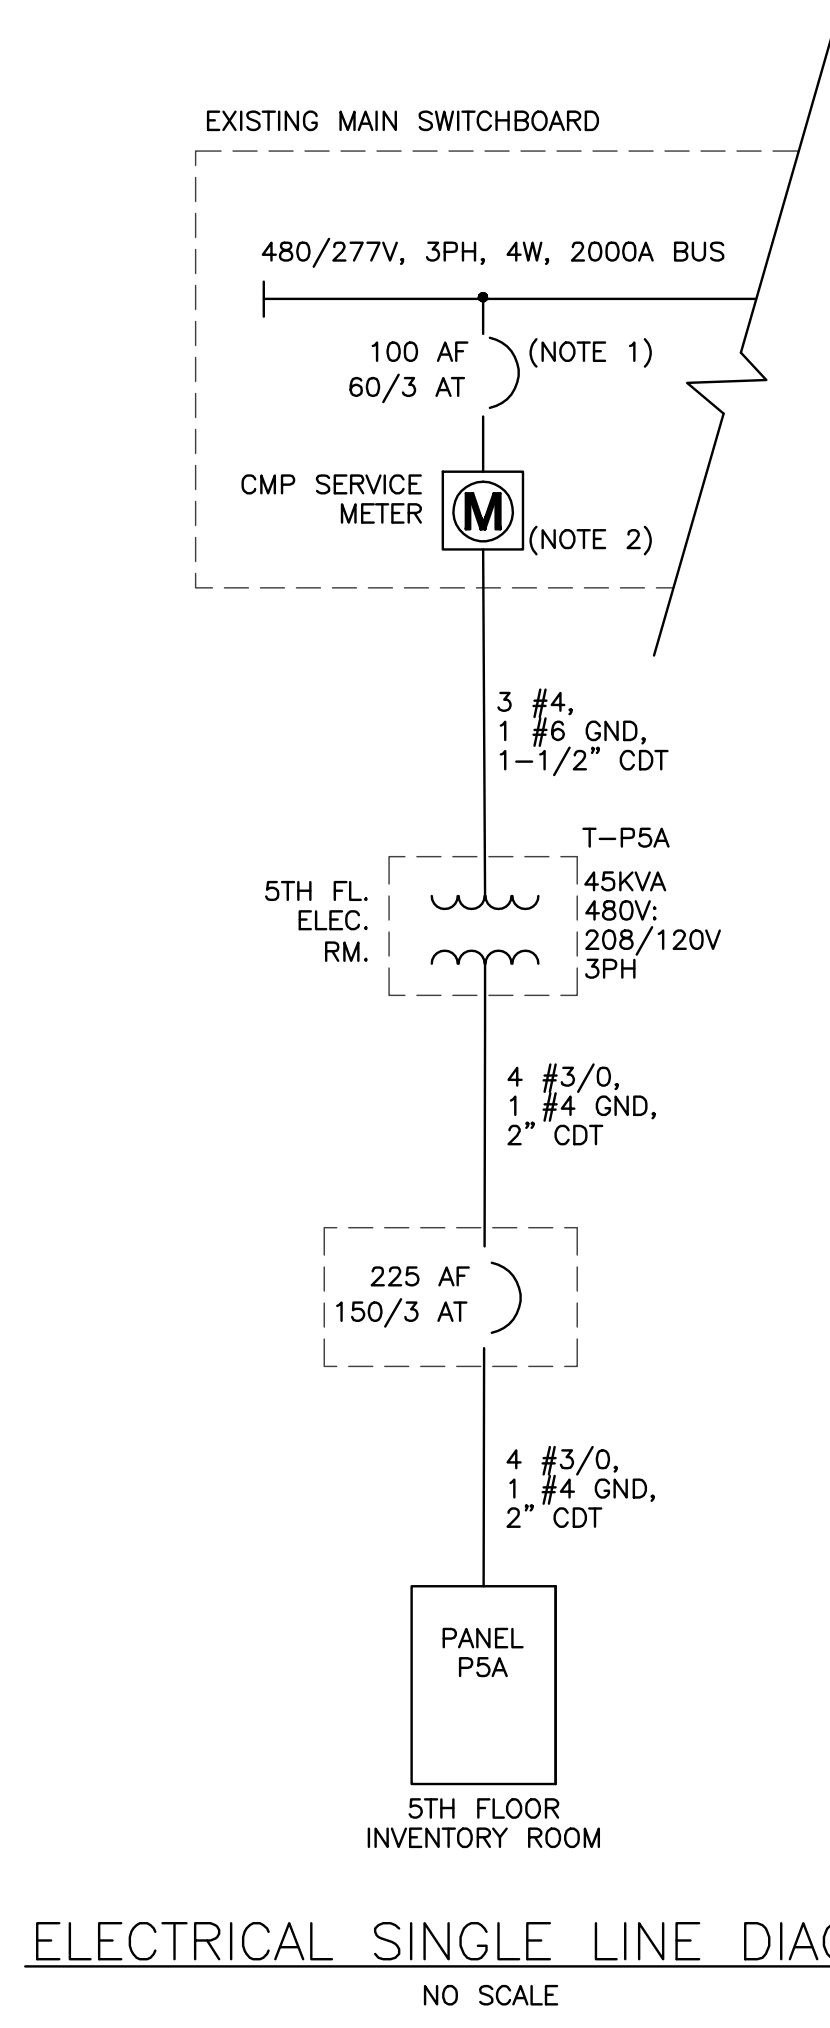 EXISTING MAIN SWITCHBOARD
480/277V, 3PH, 4W, 2000A BUS
100 AF
60/3 AT
(NOTE 1)
CMP SERVICE
METER
M
(NOTE 2)
3 #4,
1 #6 GND,
1-1/2" CDT
T-P5A
5TH FL.
ELEC.
RM.
45KVA
480V:
208/120V
3PH
4 #3/0,
1 #4 GND,
2" CDT
225 AF
150/3 AT
4 #3/0,
1 #4 GND,
2" CDT
PANEL
P5A
5TH FLOOR
INVENTORY ROOM
ELECTRICAL SINGLE LINE DIAG
NO SCALE